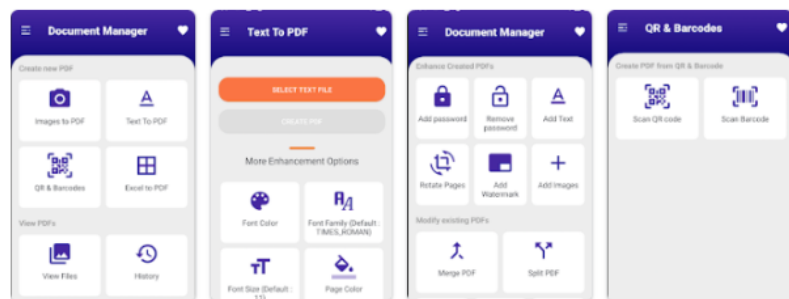 Document Manager
Create new PDF
Images to PDF
Text To PDF
QR & Barcodes
Excel to PDF
View PDFs
View Files
History
Text To PDF
SELECT TEXT FILE
CREATE PDF
More Enhancement Options
Font Color
Font Family (Default :
TIMES_ROMAN)
Font Size (Default :
Page Color
Document Manager
Enhance Created PDFs
Add password
Remove
password
Add Text
Rotate Pages
Add
Watermark
Add Images
Modify existing PDFs
Merge PDF
Split PDF
QR & Barcodes
Create PDF from QR & Barcode
Scan QR code
Scan Barcode